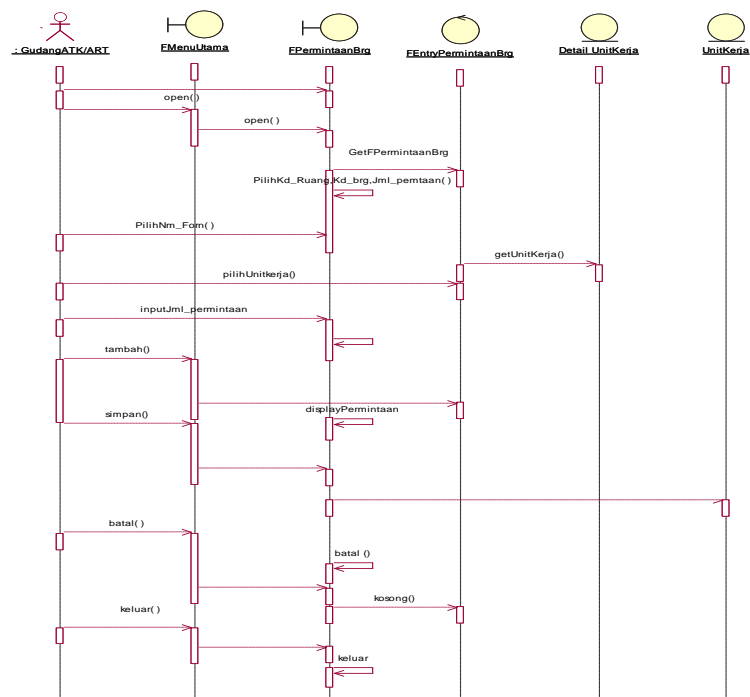 : GudangATK/ART
FMenuUtama
FPermintaanBrg
FEntryPermintaanBrg
Detail UnitKerja
UnitKerja
open( )
open( )
GetFPermintaanBrg
PilihKd_Ruang,Kd_brg,Jml_pemtaan( )
PilihNm_Forn( )
getUnitKerja()
pilihUnitkerja()
inputJml_permintaan
tambah()
displayPermintaan
simpan()
batal( )
batal ()
kosong()
keluar( )
keluar